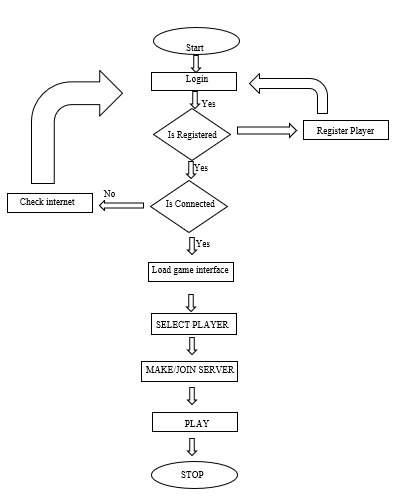 Start
Login
Yes
Is Registered
Register Player
Yes
Is Connected
No
Check internet
Yes
Load game interface
SELECT PLAYER
MAKE/JOIN SERVER
PLAY
STOP